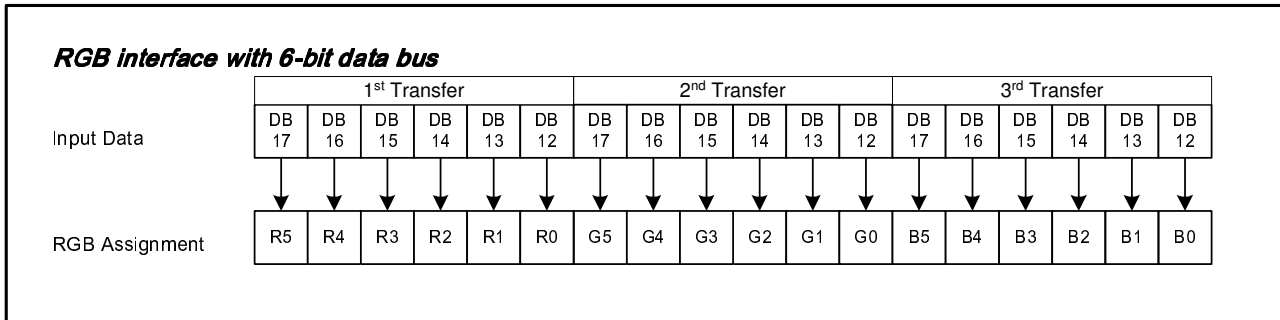 RGB interface with 6-bit data bus
1st Transfer 2nd Transfer 3rd Transfer
Input Data
DB DB DB DB DB DB DB DB DB DB DB DB DB DB DB DB DB DB
17 16 15 14 13 12 17 16 15 14 13 12 17 16 15 14 13 12
RGB Assignment R5 R4 R3 R2 R1 R0 G5 G4 G3 G2 G1 G0 B5 B4 B3 B2 B1 B0